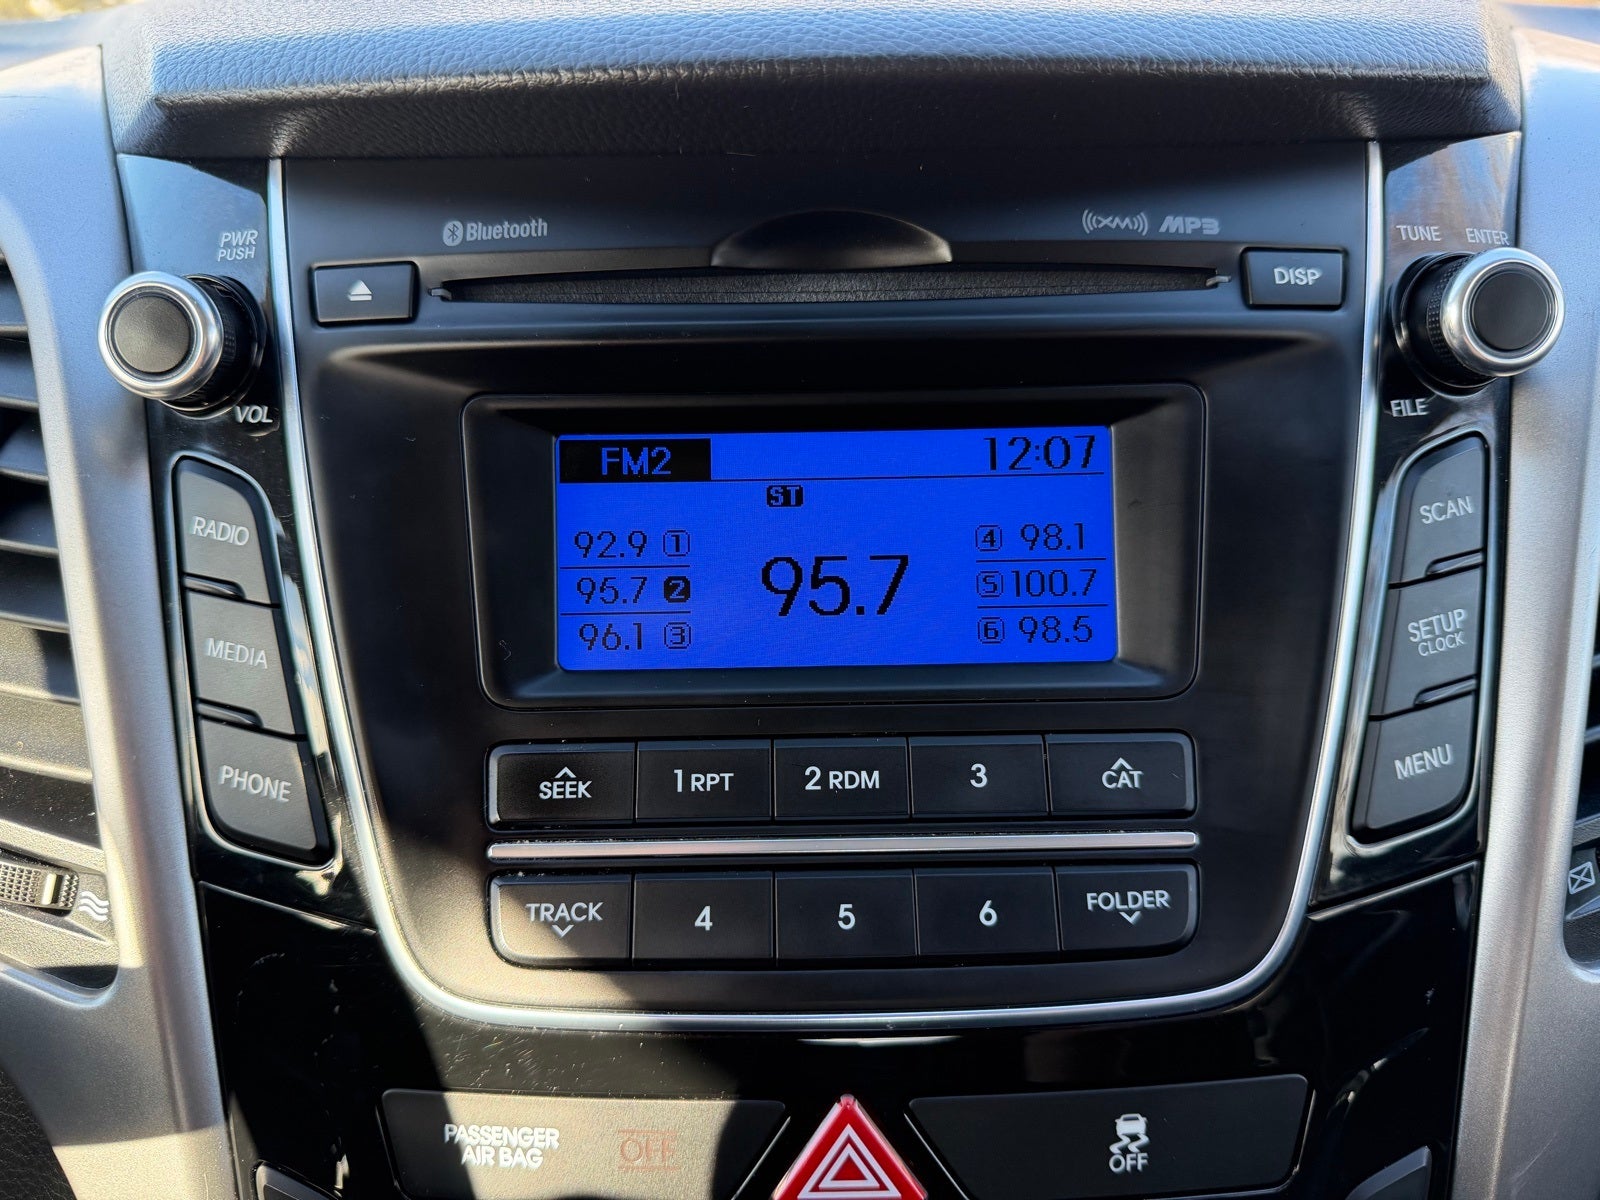 Bluetooth
XM MP3
PWR
PUSH
TUNE ENTER
DISP
VOL
FILE
FM2 12:07
ST
92.9 1
95.7 2
96.1 3
95.7
4 98.1
5 100.7
6 98.5
RADIO
MEDIA
PHONE
SCAN
SETUP
CLOCK
MENU
SEEK
1 RPT
2 RDM
3
CAT
TRACK
4
5
6
FOLDER
PASSENGER
AIR BAG
OFF
OFF